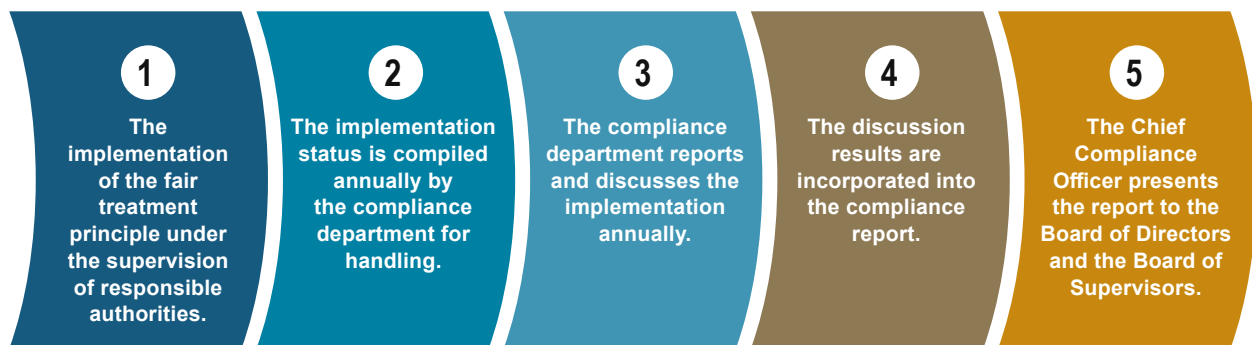 1
The
implementation
of the fair
treatment
principle under
the supervision
of responsible
authorities.
2
The implementation
status is compiled
annually by
the compliance
department for
handling.
3
The compliance
department reports
and discusses the
implementation
annually.
4
The discussion
results are
incorporated into
the compliance
report.
5
The Chief
Compliance
Officer presents
the report to the
Board of Directors
and the Board of
Supervisors.